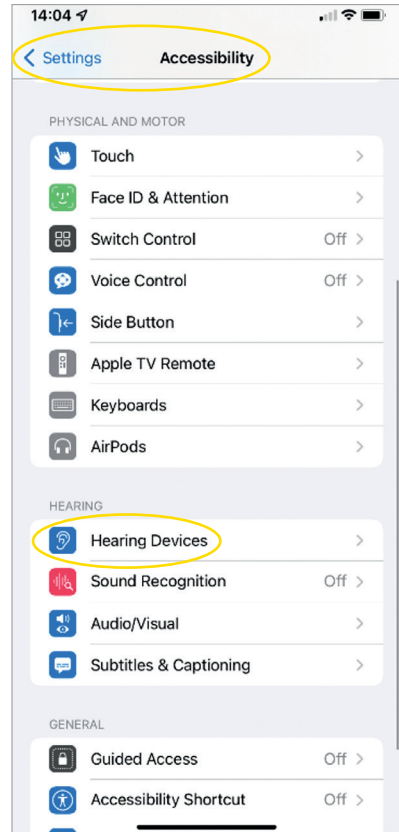 14:04
Settings Accessibility
PHYSICAL AND MOTOR
Touch
Face ID & Attention
Switch Control Off
Voice Control Off
Side Button
Apple TV Remote
Keyboards
AirPods
HEARING
Hearing Devices
Sound Recognition Off
Audio/Visual
Subtitles & Captioning
GENERAL
Guided Access Off
Accessibility Shortcut Off